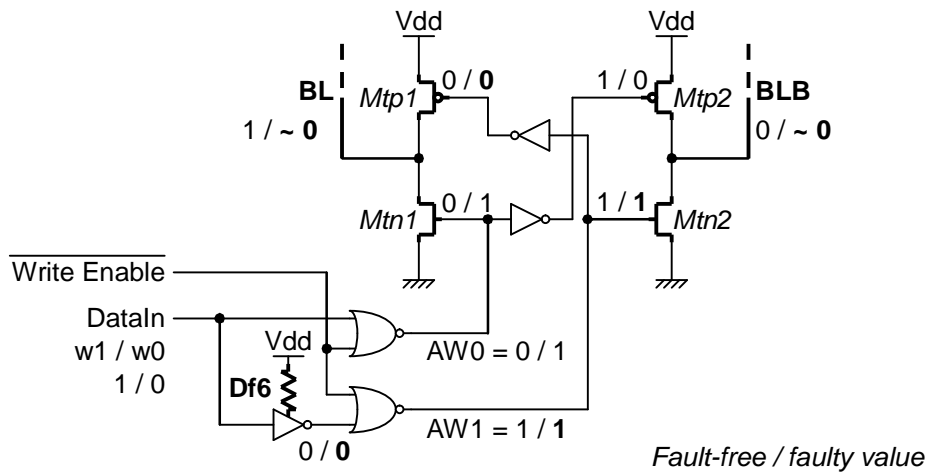 Vdd
Vdd
BL
Mtp1
0 / 0
1 / 0
Mtp2
BLB
1 / ~ 0
0 / ~ 0
Mtn1
0 / 1
1 / 1
Mtn2
Write Enable
DataIn
w1 / w0
1 / 0
Vdd
Df6
AW0 = 0 / 1
AW1 = 1 / 1
0 / 0
Fault-free / faulty value